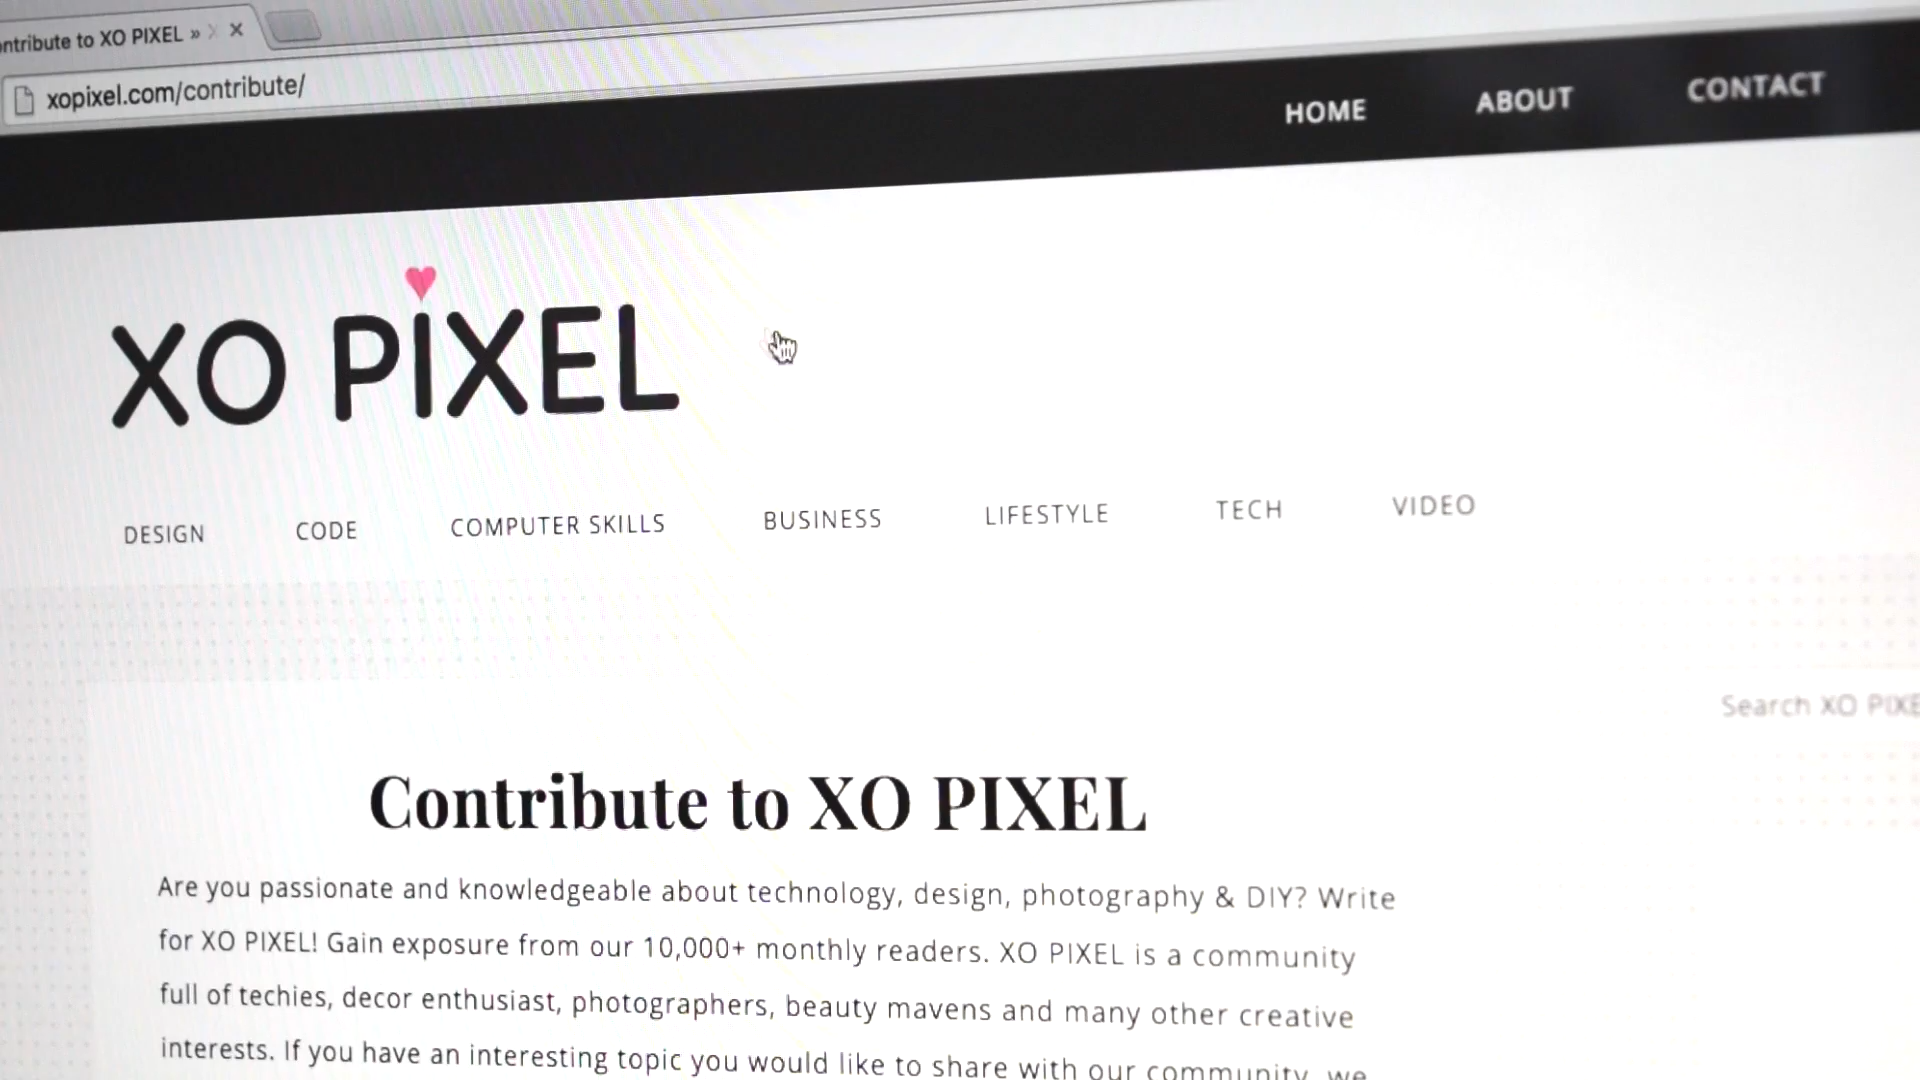 ntribute to XO PIXEL »
xopixel.com/contribute/
HOME ABOUT CONTACT
XO PIXEL
DESIGN CODE COMPUTER SKILLS BUSINESS LIFESTYLE TECH VIDEO
Search XO PIXE
Contribute to XO PIXEL
Are you passionate and knowledgeable about technology, design, photography & DIY? Write
for XO PIXEL! Gain exposure from our 10,000+ monthly readers. XO PIXEL is a community
full of techies, decor enthusiast, photographers, beauty mavens and many other creative
interests. If you have an interesting topic you would like to share with our community, we